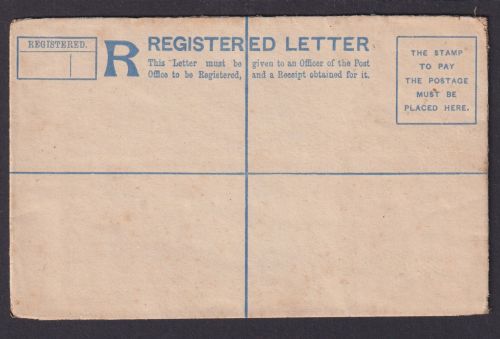 REGISTERED.
R
REGISTERED LETTER
This Letter must be given to an Officer of the Post
Office to be Registered, and a Receipt obtained for it.
THE STAMP
TO PAY
THE POSTAGE
MUST BE
PLACED HERE.